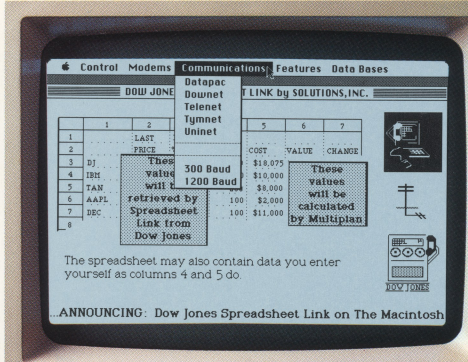 Control Modems Communications Features Data Bases
Datapac
Downet
Telenet
Tymnet
Uninet
300 Baud
1200 Baud
DOW JONE T LINK by SOLUTIONS, INC.
1 2 5 6 7
1 LAST
2 PRICE COST VALUE CHANGE
3 DJ $18,075
4 IBM 100 $10,000
5 TAN $8,000
6 AAPL 100 $2,000
7 DEC 100 $11,000
8
These
value
will b
retrieved by
Spreadsheet
Link from
Dow Jones
These
values
will be
calculated
by Multiplan
The spreadsheet may also contain data you enter
yourself as columns 4 and 5 do.
DOW JONES
...ANNOUNCING: Dow Jones Spreadsheet Link on The Macintosh